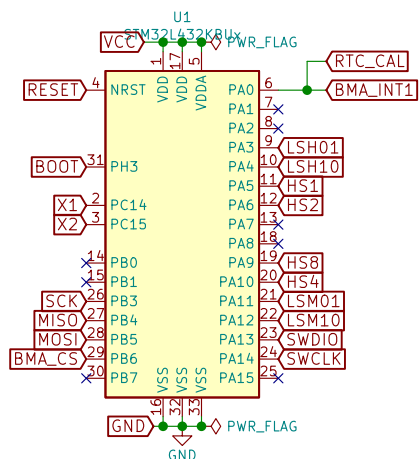 U1
STM32L432KBUx
VCC
PWR_FLAG
1
17
5
VDD
VDD
VDDA
RTC_CAL
RESET
4
NRST
PA0
6
BMA_INT1
PA1
7
PA2
8
PA3
9
LSH01
BOOT
31
PH3
PA4
10
LSH10
PA5
11
HS1
X1
2
PC14
PA6
12
HS2
X2
3
PC15
PA7
13
PA8
18
14
PB0
PA9
19
HS8
15
PB1
PA10
20
HS4
SCK
26
PB3
PA11
21
LSM01
MISO
27
PB4
PA12
22
LSM10
MOSI
28
PB5
PA13
23
SWDIO
BMA_CS
29
PB6
PA14
24
SWCLK
30
PB7
PA15
25
VSS
VSS
VSS
16
32
33
GND
PWR_FLAG
GND